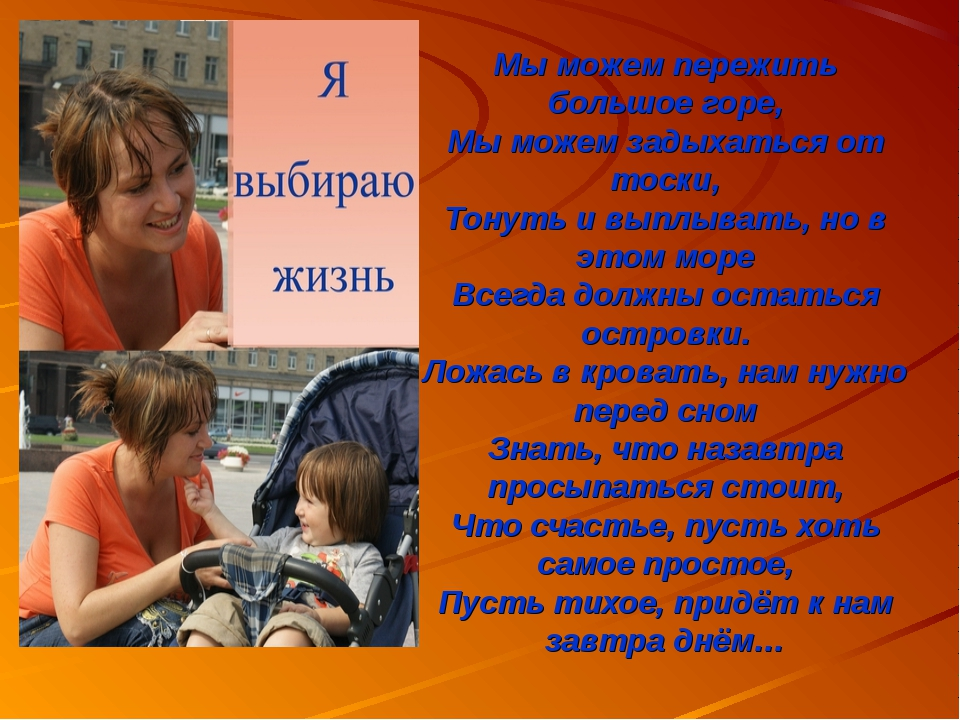 Я
выбираю
жизнь
Мы можем пережить
большое горе,
Мы можем задыхаться от
тоски,
Тонуть и выплывать, но в
этом море
Всегда должны остаться
островки.
Ложась в кровать, нам нужно
перед сном
Знать, что назавтра
просыпаться стоит,
Что счастье, пусть хоть
самое простое,
Пусть тихое, придёт к нам
завтра днём…